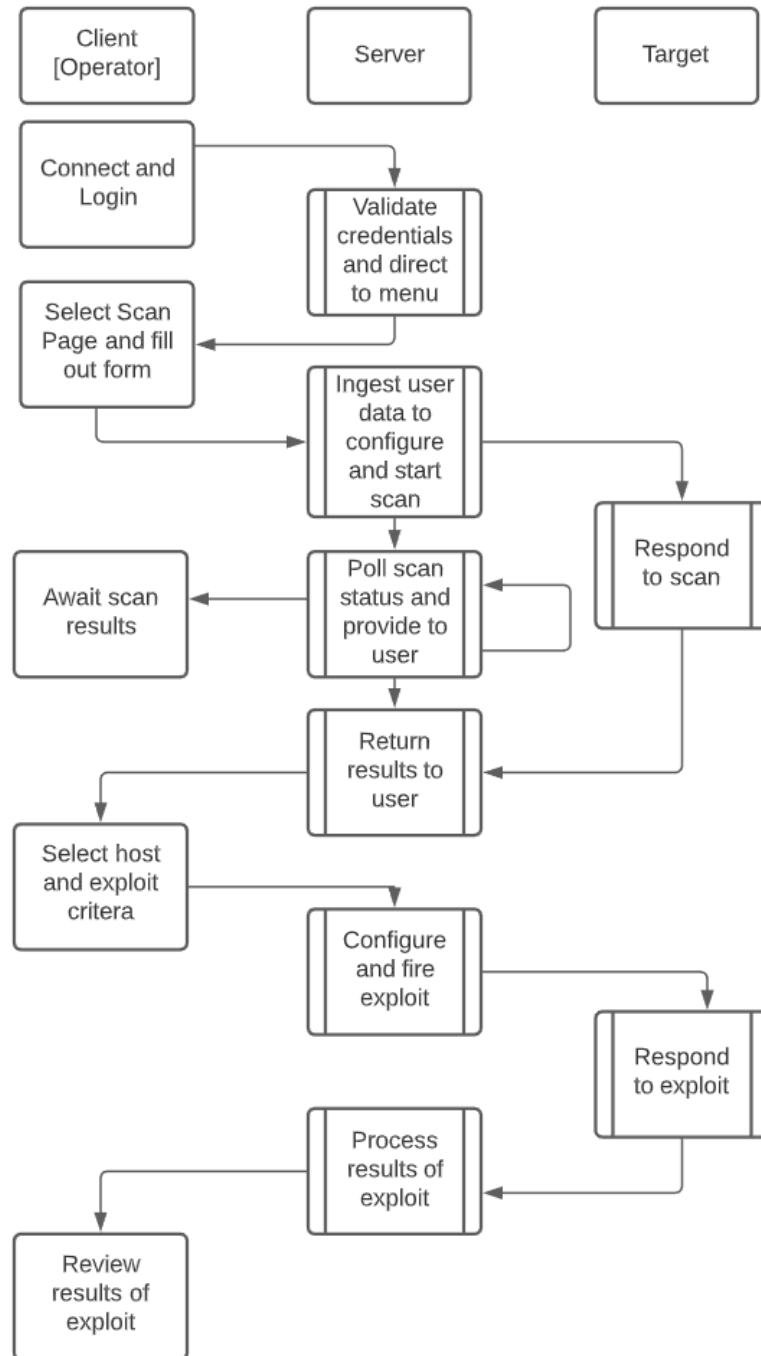 Client
[Operator]
Server
Target
Connect and
Login
Validate
credentials
and direct
to menu
Select Scan
Page and fill
out form
Ingest user
data to
configure
and start
scan
Respond
to scan
Await scan
results
Poll scan
status and
provide to
user
Return
results to
user
Select host
and exploit
critera
Configure
and fire
exploit
Respond
to exploit
Process
results of
exploit
Review
results of
exploit